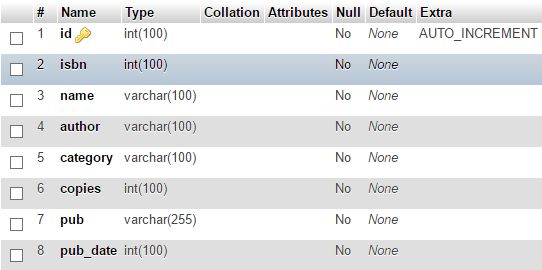 # Name Type Collation Attributes Null Default Extra
1 id int(100) No None AUTO_INCREMENT
2 isbn int(100) No None
3 name varchar(100) No None
4 author varchar(100) No None
5 category varchar(100) No None
6 copies int(100) No None
7 pub varchar(255) No None
8 pub_date int(100) No None